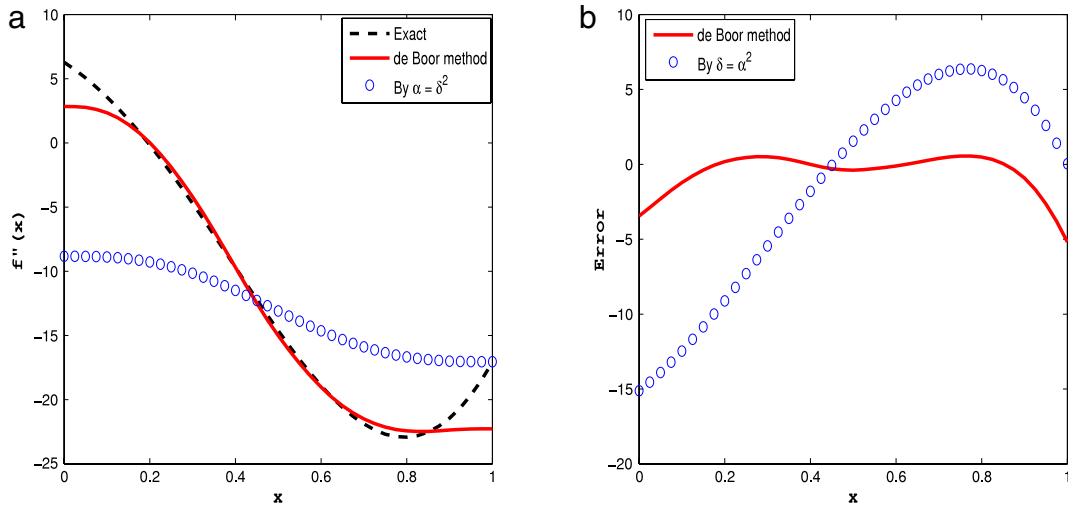 a
Exact
de Boor method
By α = δ²
10
5
0
−5
−10
−15
−20
−25
f"(x)
0
0.2
0.4
0.6
0.8
1
x
b
de Boor method
By δ = α²
10
5
0
−5
−10
−15
−20
Error
0
0.2
0.4
0.6
0.8
1
x